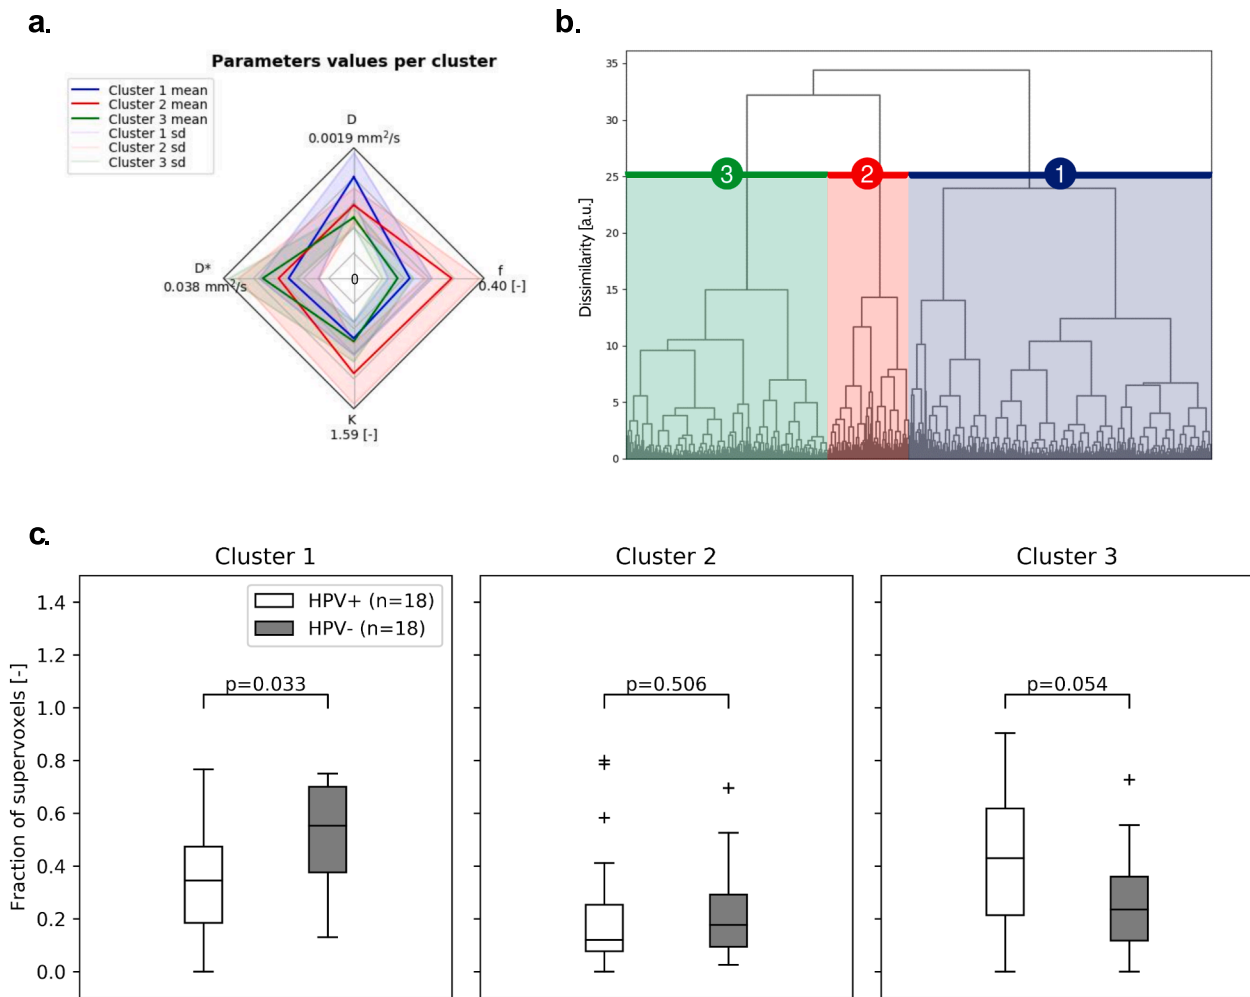 a.
Parameters values per cluster
Cluster 1 mean
Cluster 2 mean
Cluster 3 mean
Cluster 1 sd
Cluster 2 sd
Cluster 3 sd
D
0.0019 mm²/s
D*
0.038 mm²/s
0
f
0.40 [-]
K
1.59 [-]
b.
Dissimilarity [a.u.]
35
30
25
20
15
10
5
0
3
2
1
c.
Cluster 1
Cluster 2
Cluster 3
Fraction of supervoxels [-]
1.4
1.2
1.0
0.8
0.6
0.4
0.2
0.0
HPV+ (n=18)
HPV- (n=18)
p=0.033
p=0.506
p=0.054